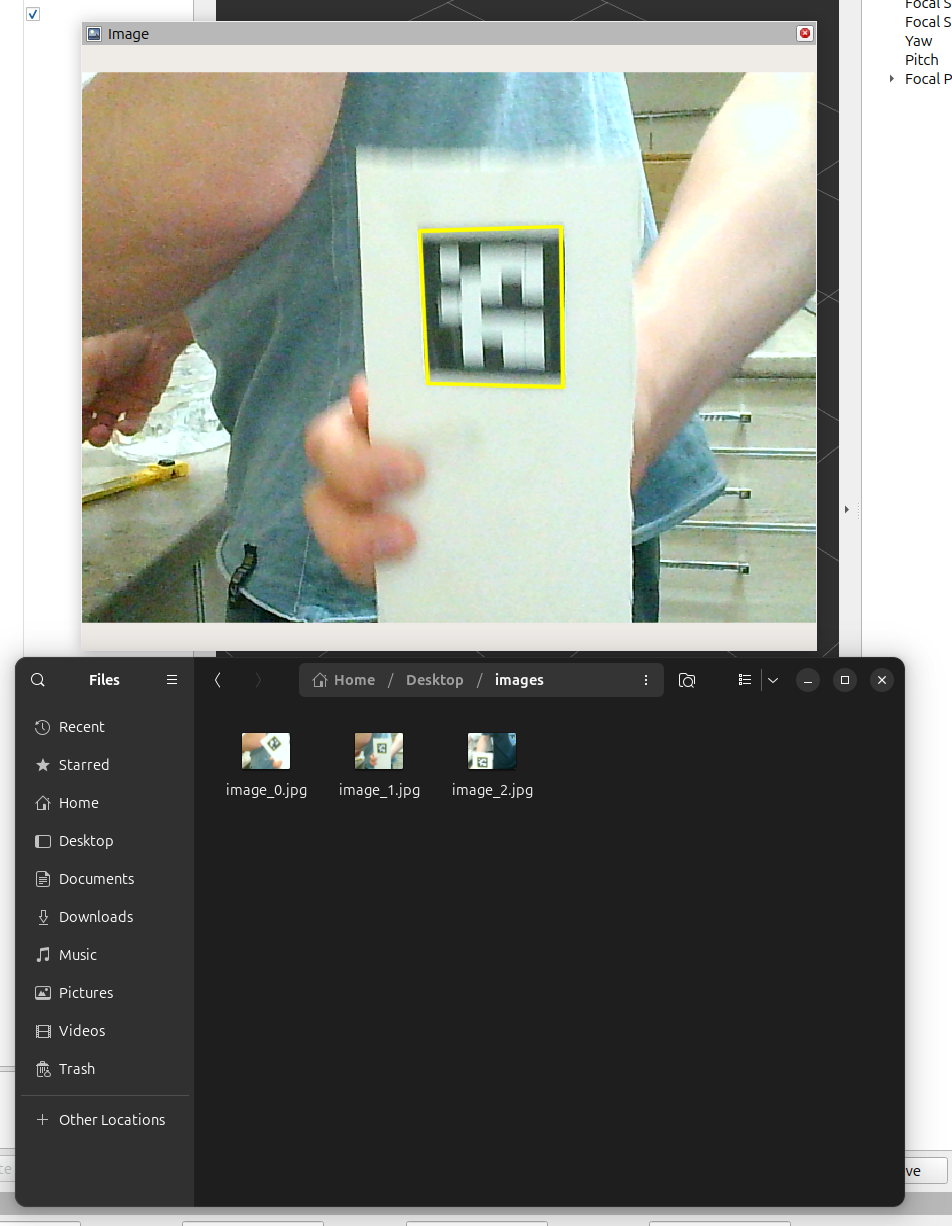 Focal S
Image
Focal S
Yaw
Pitch
Focal P
Files
Home / Desktop / images
Recent
Starred
Home
Desktop
Documents
Downloads
Music
Pictures
Videos
Trash
Other Locations
image_0.jpg
image_1.jpg
image_2.jpg
te
ve